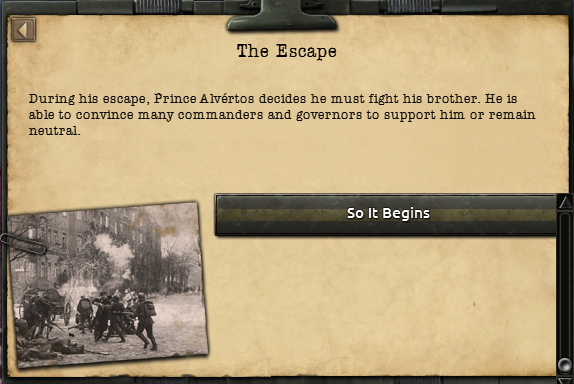 The Escape
During his escape, Prince Alvértos decides he must fight his brother. He is
able to convince many commanders and governors to support him or remain
neutral.
So It Begins